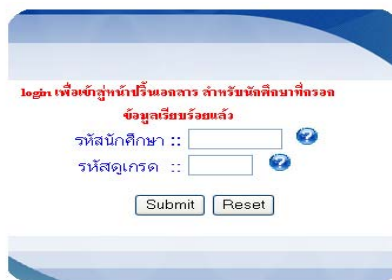 login เพื่อเข้าสู่หน้าปริ้นเอกสาร สำหรับนักศึกษาที่กรอก
ข้อมูลเรียบร้อยแล้ว
รหัสนักศึกษา ::
รหัสดูเกรด ::
Submit Reset